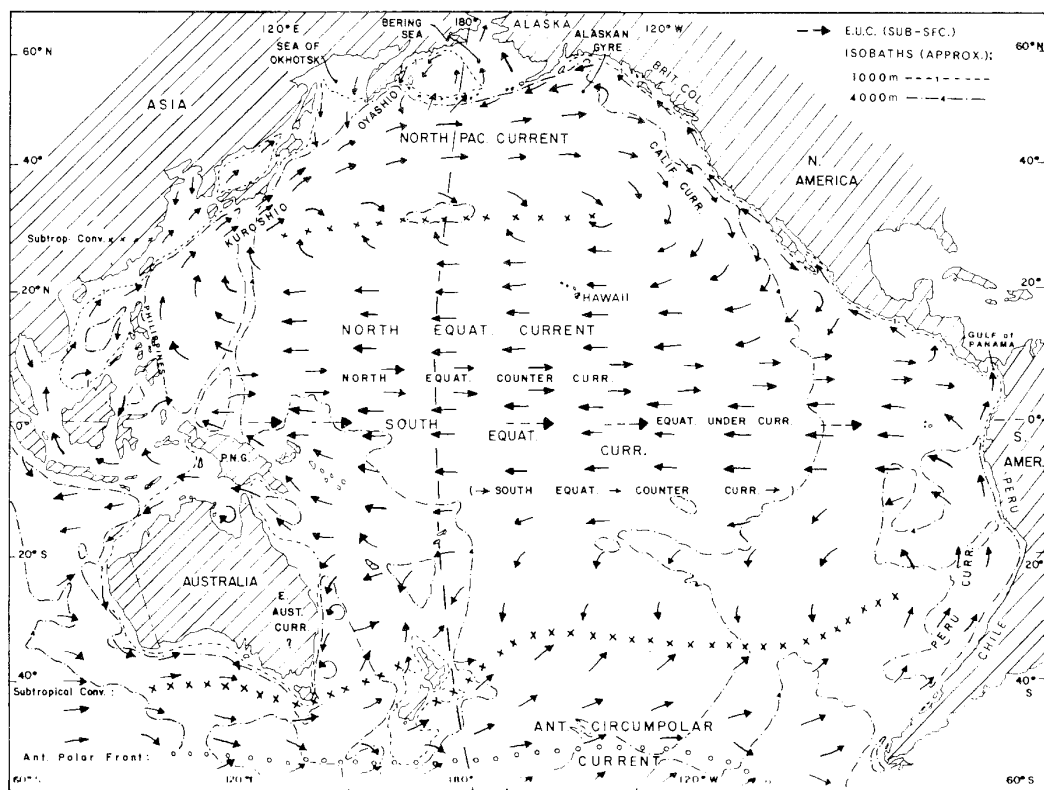 120° E
BERING
SEA
180°
ALASKA
ALASKAN
GYRE
120° W
E.U.C. (SUB-SFC.)
ISOBATHS (APPROX.):
1000m
4000m
60° N
60° N
SEA OF
OKHOTSK
BRIT. COL.
ASIA
OYASHIO
NORTH PAC. CURRENT
CALIF. CURR.
N.
AMERICA
40°
40°
KUROSHIO
Subtrop. Conv.
20° N
20°
HAWAII
PHILIPPINES
NORTH EQUAT. CURRENT
GULF of
PANAMA
NORTH EQUAT. COUNTER CURR.
0°
SOUTH
EQUAT.
CURR.
EQUAT. UNDER CURR.
0°
S.
AMER.
P.N.G.
( → SOUTH EQUAT. → COUNTER CURR. → )
PERU
20° S
20°
AUSTRALIA
E.
AUST.
CURR.
?
PERU CURR.
CHILE
Subtropical Conv.:
40°
40°
S
ANT. CIRCUMPOLAR
CURRENT
Ant. Polar Front:
60° S
120° E
180°
120° W
60° S